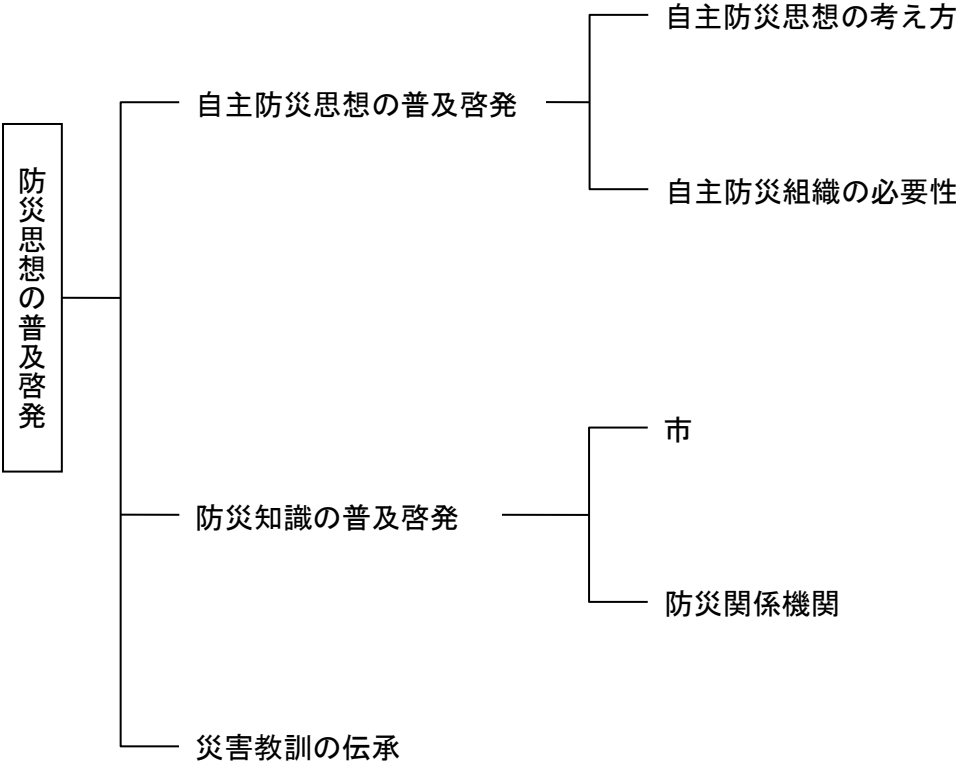 防災思想の普及啓発
自主防災思想の普及啓発
自主防災思想の考え方
自主防災組織の必要性
防災知識の普及啓発
市
防災関係機関
災害教訓の伝承